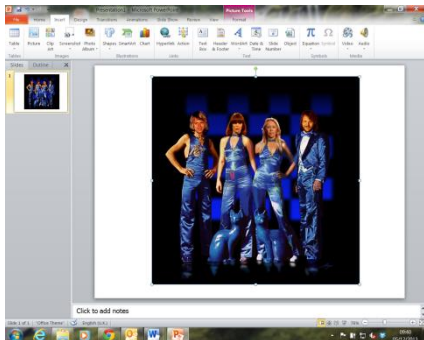 Presentation1 - Microsoft PowerPoint
Picture Tools
File Home Insert Design Transitions Animations Slide Show Review View Format
Table Picture Clip Art Screenshot Photo Album Shapes SmartArt Chart Hyperlink Action Text Box Header & Footer WordArt Date & Time Slide Number Object Equation Symbol Video Audio
Tables Images Illustrations Links Text Symbols Media
Slides Outline
1
Click to add notes
Slide 1 of 1 "Office Theme" English (U.K.)